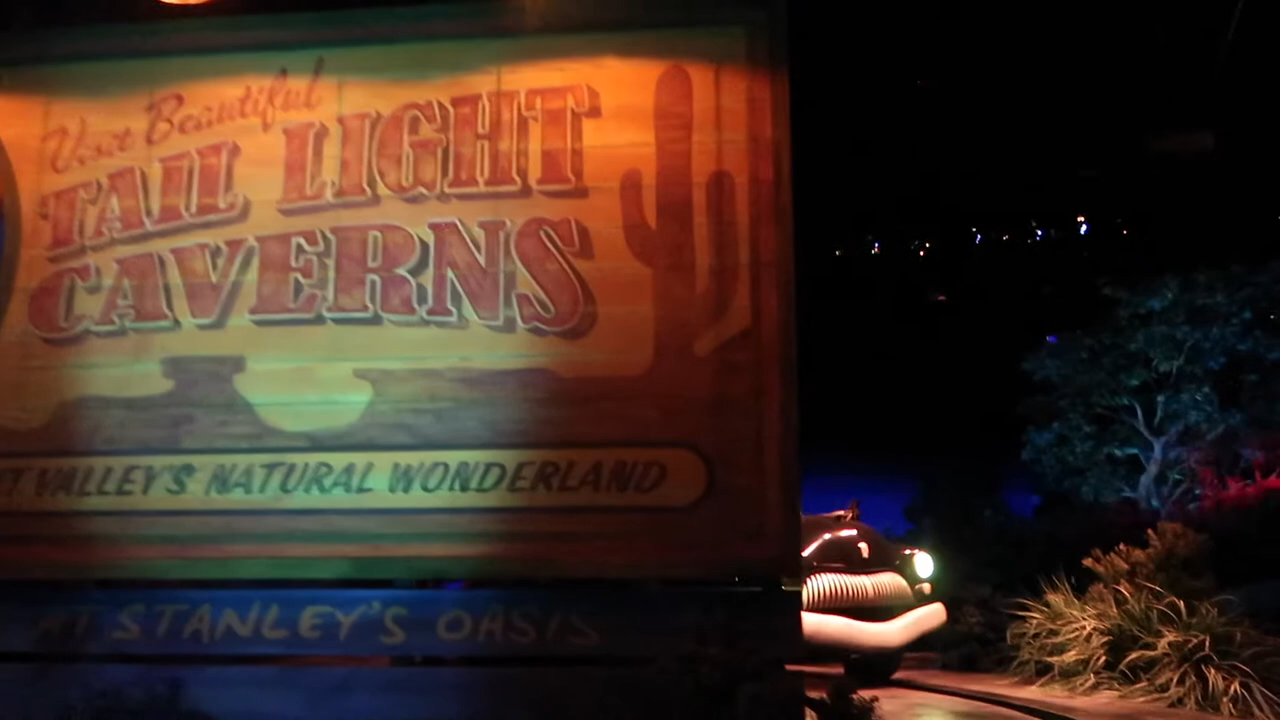 Visit Beautiful
TAIL LIGHT
CAVERNS
VALLEY'S NATURAL WONDERLAND
AT STANLEY'S OASIS